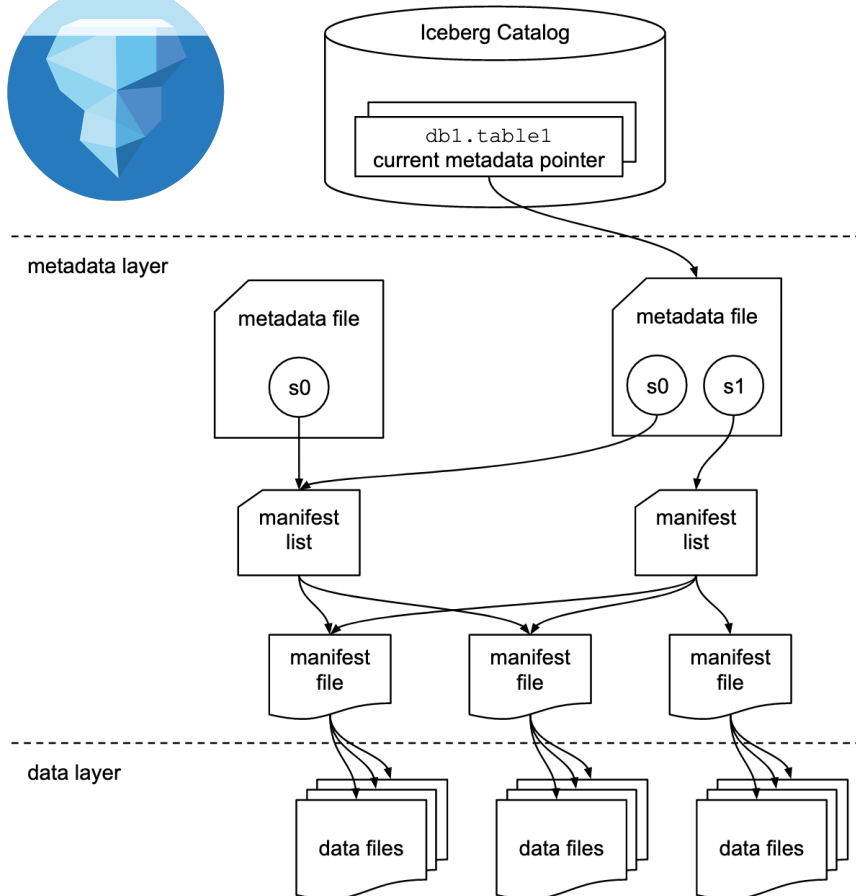 Iceberg Catalog
db1.table1
current metadata pointer
metadata layer
metadata file
metadata file
s0
s0
s1
manifest
list
manifest
list
manifest
file
manifest
file
manifest
file
data layer
data files
data files
data files